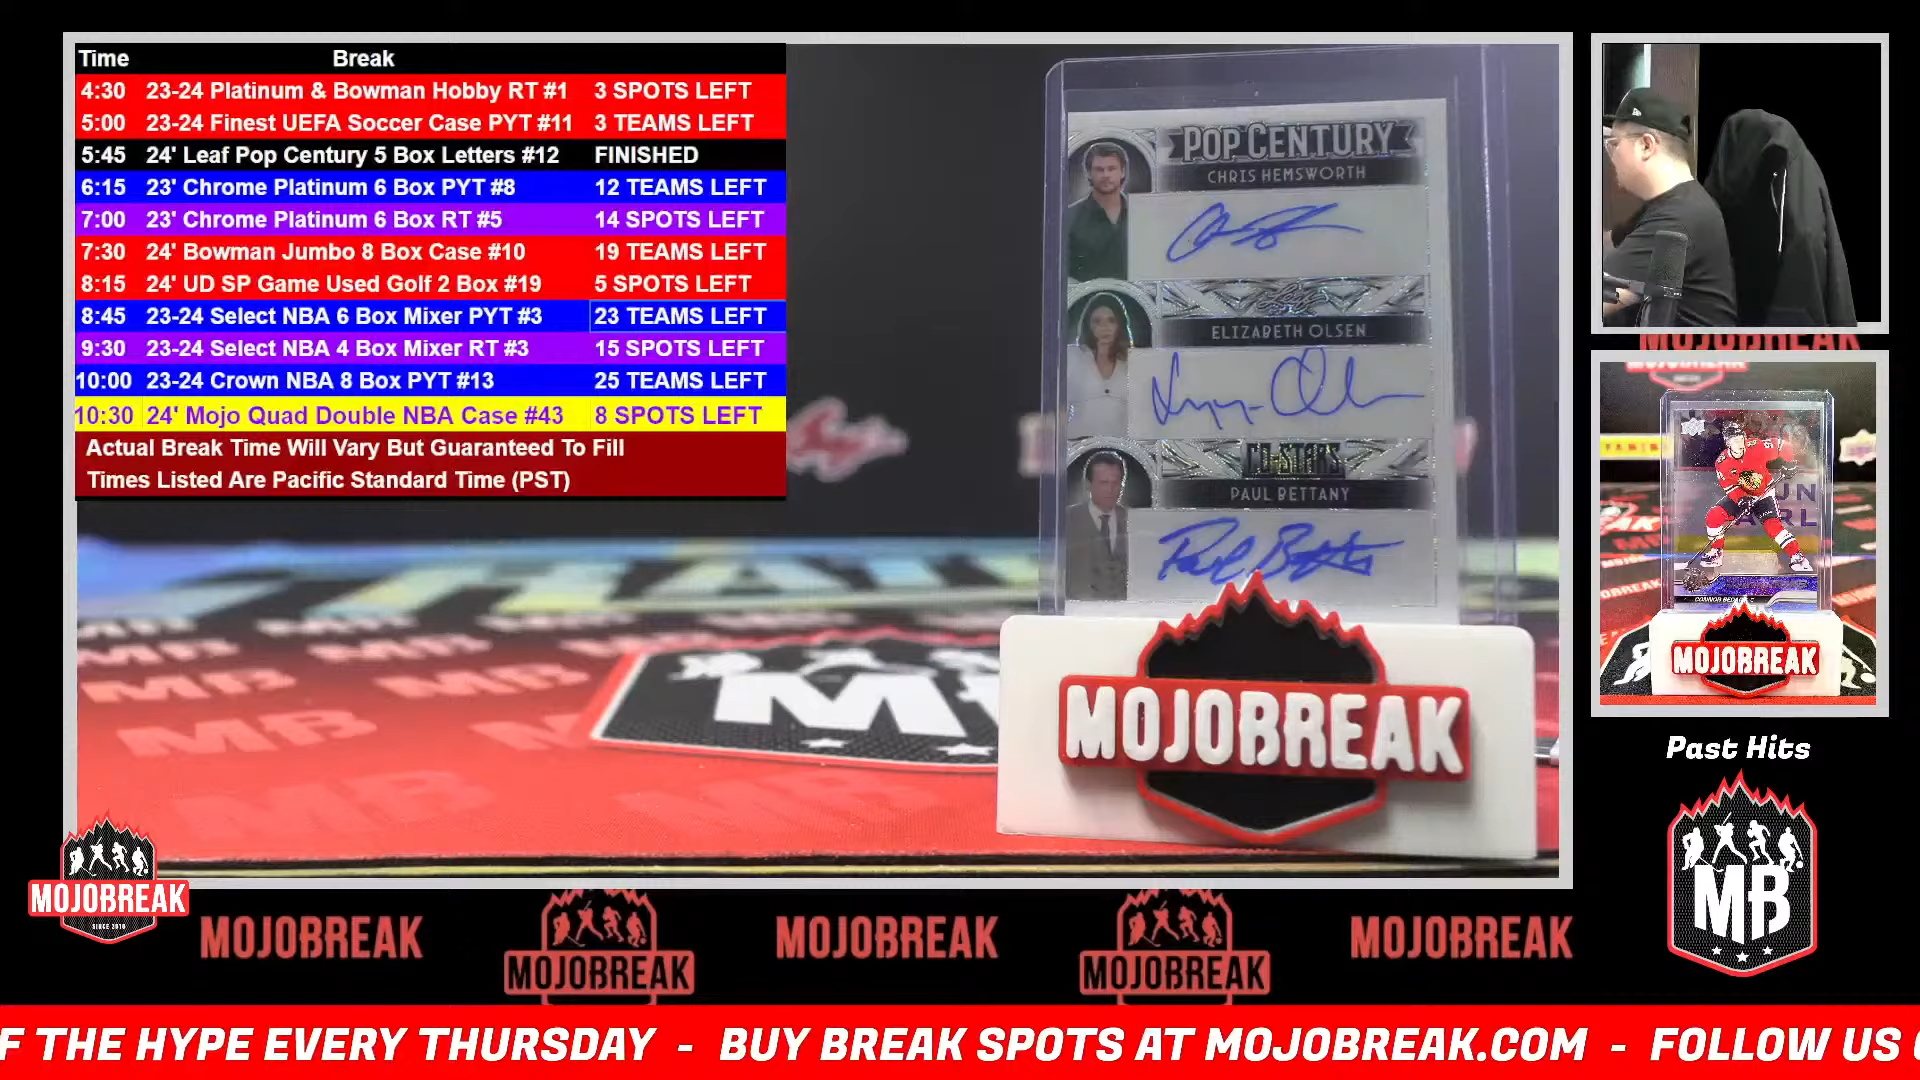 Time Break
4:30 23-24 Platinum & Bowman Hobby RT #1 3 SPOTS LEFT
5:00 23-24 Finest UEFA Soccer Case PYT #11 3 TEAMS LEFT
5:45 24' Leaf Pop Century 5 Box Letters #12 FINISHED
6:15 23' Chrome Platinum 6 Box PYT #8 12 TEAMS LEFT
7:00 23' Chrome Platinum 6 Box RT #5 14 SPOTS LEFT
7:30 24' Bowman Jumbo 8 Box Case #10 19 TEAMS LEFT
8:15 24' UD SP Game Used Golf 2 Box #19 5 SPOTS LEFT
8:45 23-24 Select NBA 6 Box Mixer PYT #3 23 TEAMS LEFT
9:30 23-24 Select NBA 4 Box Mixer RT #3 15 SPOTS LEFT
10:00 23-24 Crown NBA 8 Box PYT #13 25 TEAMS LEFT
10:30 24' Mojo Quad Double NBA Case #43 8 SPOTS LEFT
Actual Break Time Will Vary But Guaranteed To Fill
Times Listed Are Pacific Standard Time (PST)
POP CENTURY
CHRIS HEMSWORTH
Leaf
ELIZABETH OLSEN
CO-STARS
PAUL BETTANY
MOJOBREAK
MB
MB
MB
MOJOBREAK
MOJOBREAK
Past Hits
MB
MOJOBREAK
SINCE 2010
MOJOBREAK
MOJOBREAK
MOJOBREAK
MOJOBREAK
MOJOBREAK
F THE HYPE EVERY THURSDAY - BUY BREAK SPOTS AT MOJOBREAK.COM - FOLLOW US